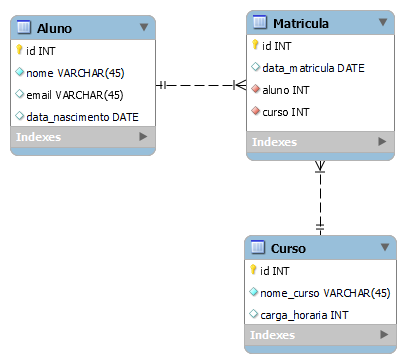 Aluno
id INT
nome VARCHAR(45)
email VARCHAR(45)
data_nascimento DATE
Indexes
Matricula
id INT
data_matricula DATE
aluno INT
curso INT
Indexes
Curso
id INT
nome_curso VARCHAR(45)
carga_horaria INT
Indexes